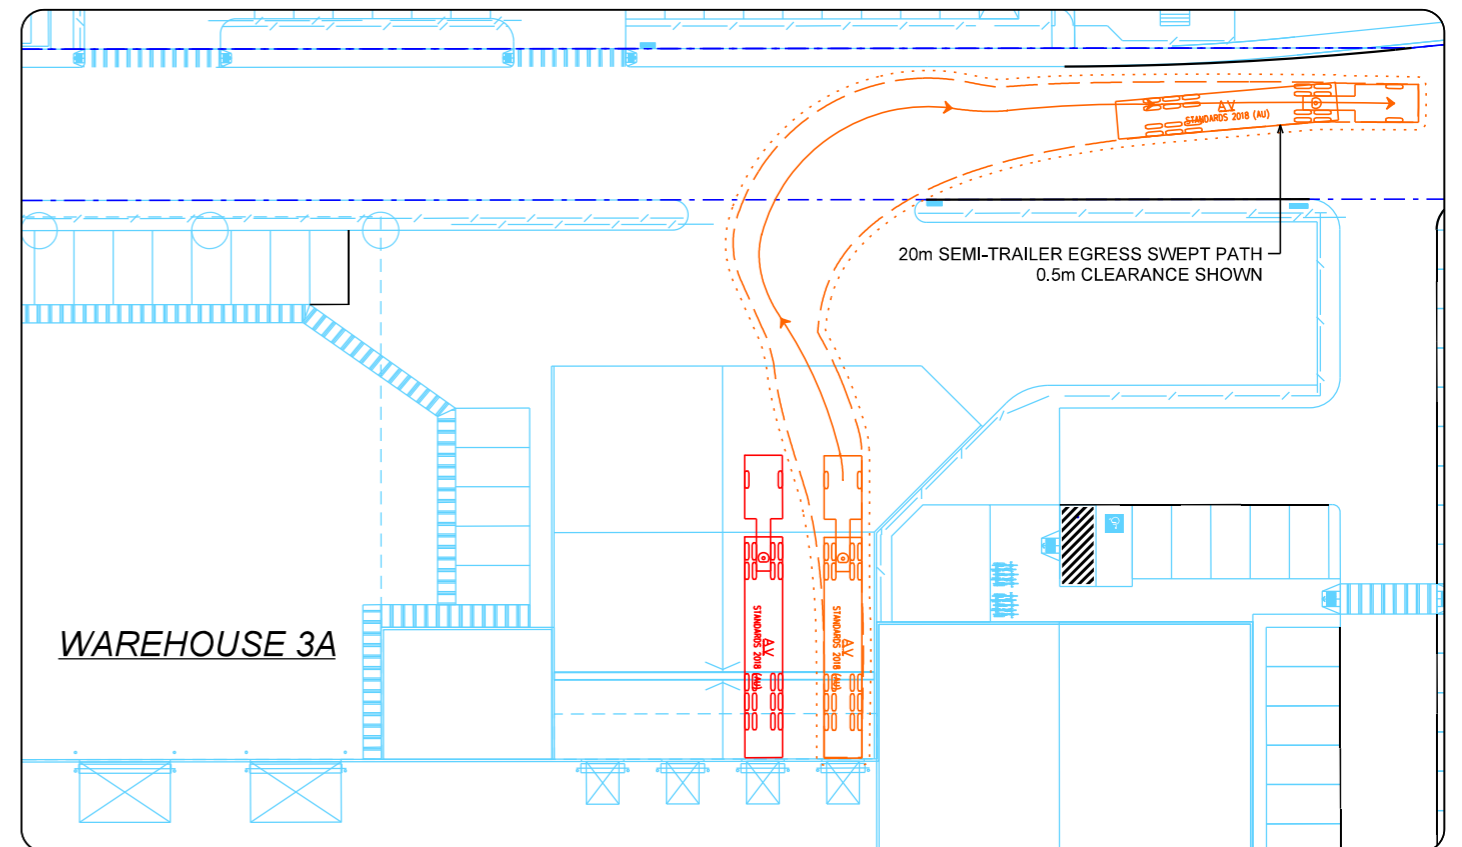 AV
STANDARDS 2018 (AU)
20m SEMI-TRAILER EGRESS SWEPT PATH
0.5m CLEARANCE SHOWN
WAREHOUSE 3A
AV
STANDARDS 2018 (AU)
AV
STANDARDS 2018 (AU)